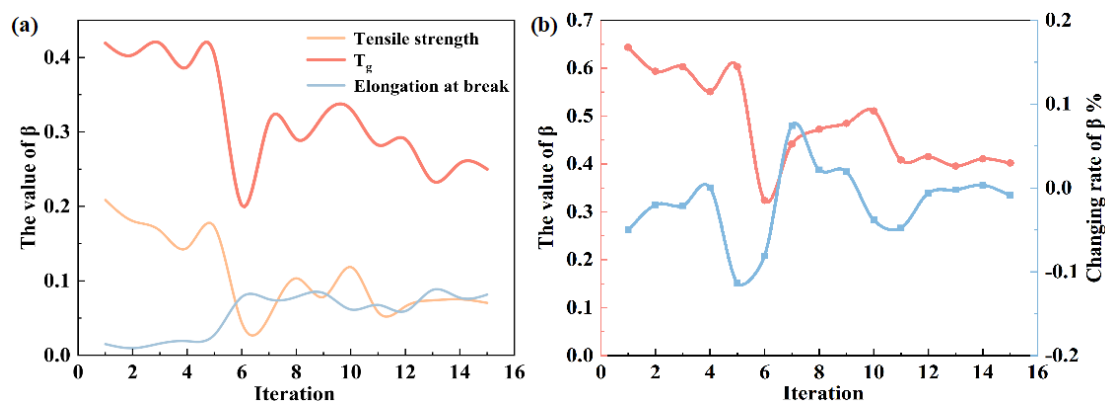 (a)
Tensile strength
Tg
Elongation at break
The value of β
0.4
0.3
0.2
0.1
0.0
0 2 4 6 8 10 12 14 16
Iteration
(b)
The value of β
0.7
0.6
0.5
0.4
0.3
0.2
0.1
0.0
0 2 4 6 8 10 12 14 16
Iteration
0.2
0.1
0.0
-0.1
-0.2
Changing rate of β %